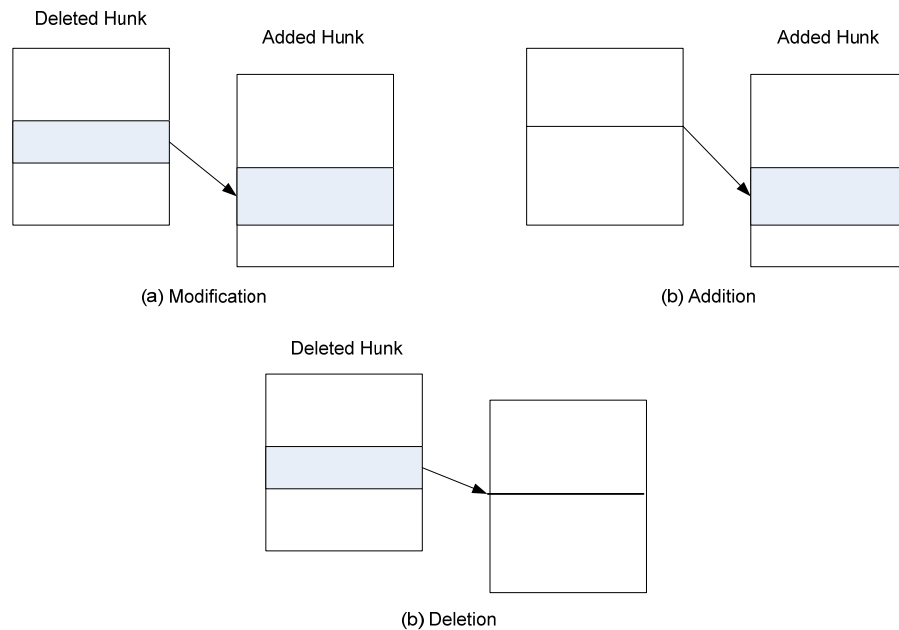 Deleted Hunk
Added Hunk
Added Hunk
(a) Modification
(b) Addition
Deleted Hunk
(b) Deletion